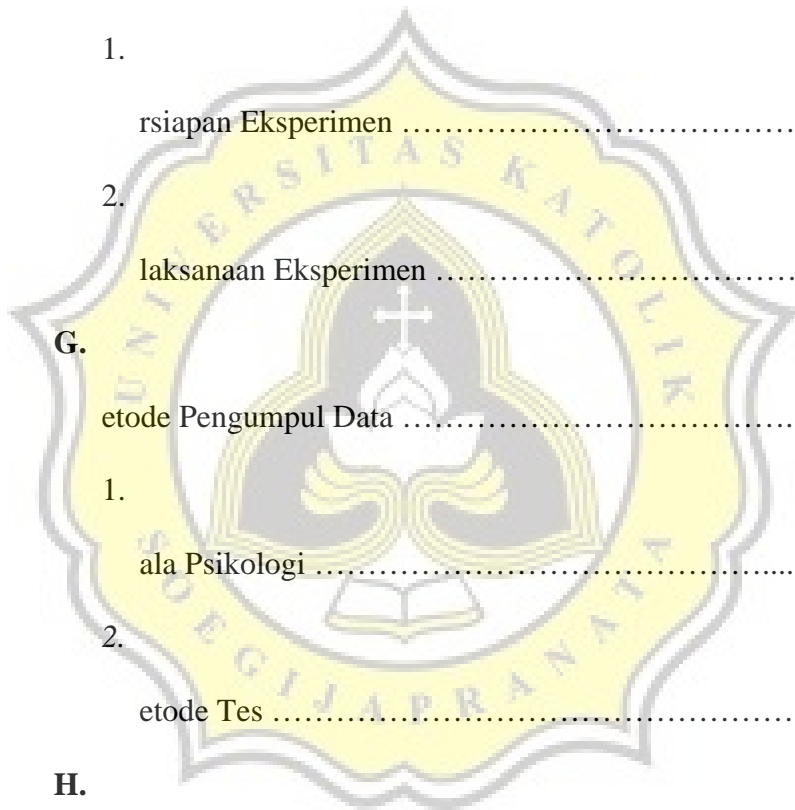 1.
rsiapan Eksperimen ……………………………….
2.
laksanaan Eksperimen …………………………….
G.
etode Pengumpul Data ……………………………….
1.
ala Psikologi ……………………………………....
2.
etode Tes …………………………………………
H.
UNIVERSITAS KATOLIK
SOEGIJAPRANATA